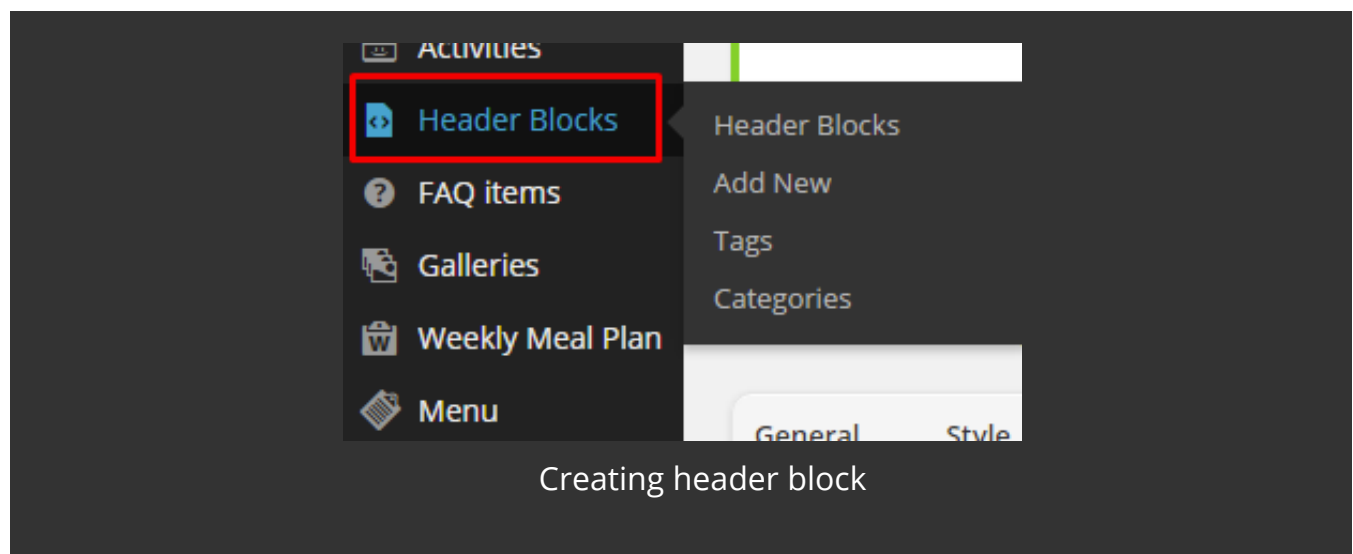 Activities
Header Blocks
FAQ items
Galleries
Weekly Meal Plan
Menu
Header Blocks
Add New
Tags
Categories
General Style
Creating header block